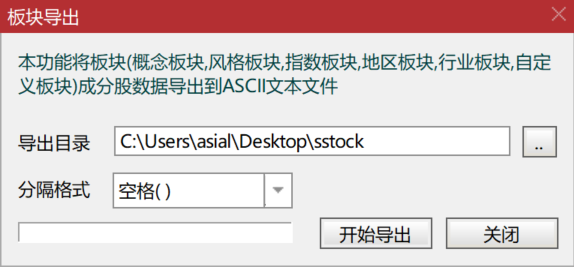 板块导出
本功能将板块(概念板块,风格板块,指数板块,地区板块,行业板块,自定
义板块)成分股数据导出到ASCII文本文件
导出目录 C:\Users\asial\Desktop\sstock ..
分隔格式 空格( )
开始导出 关闭